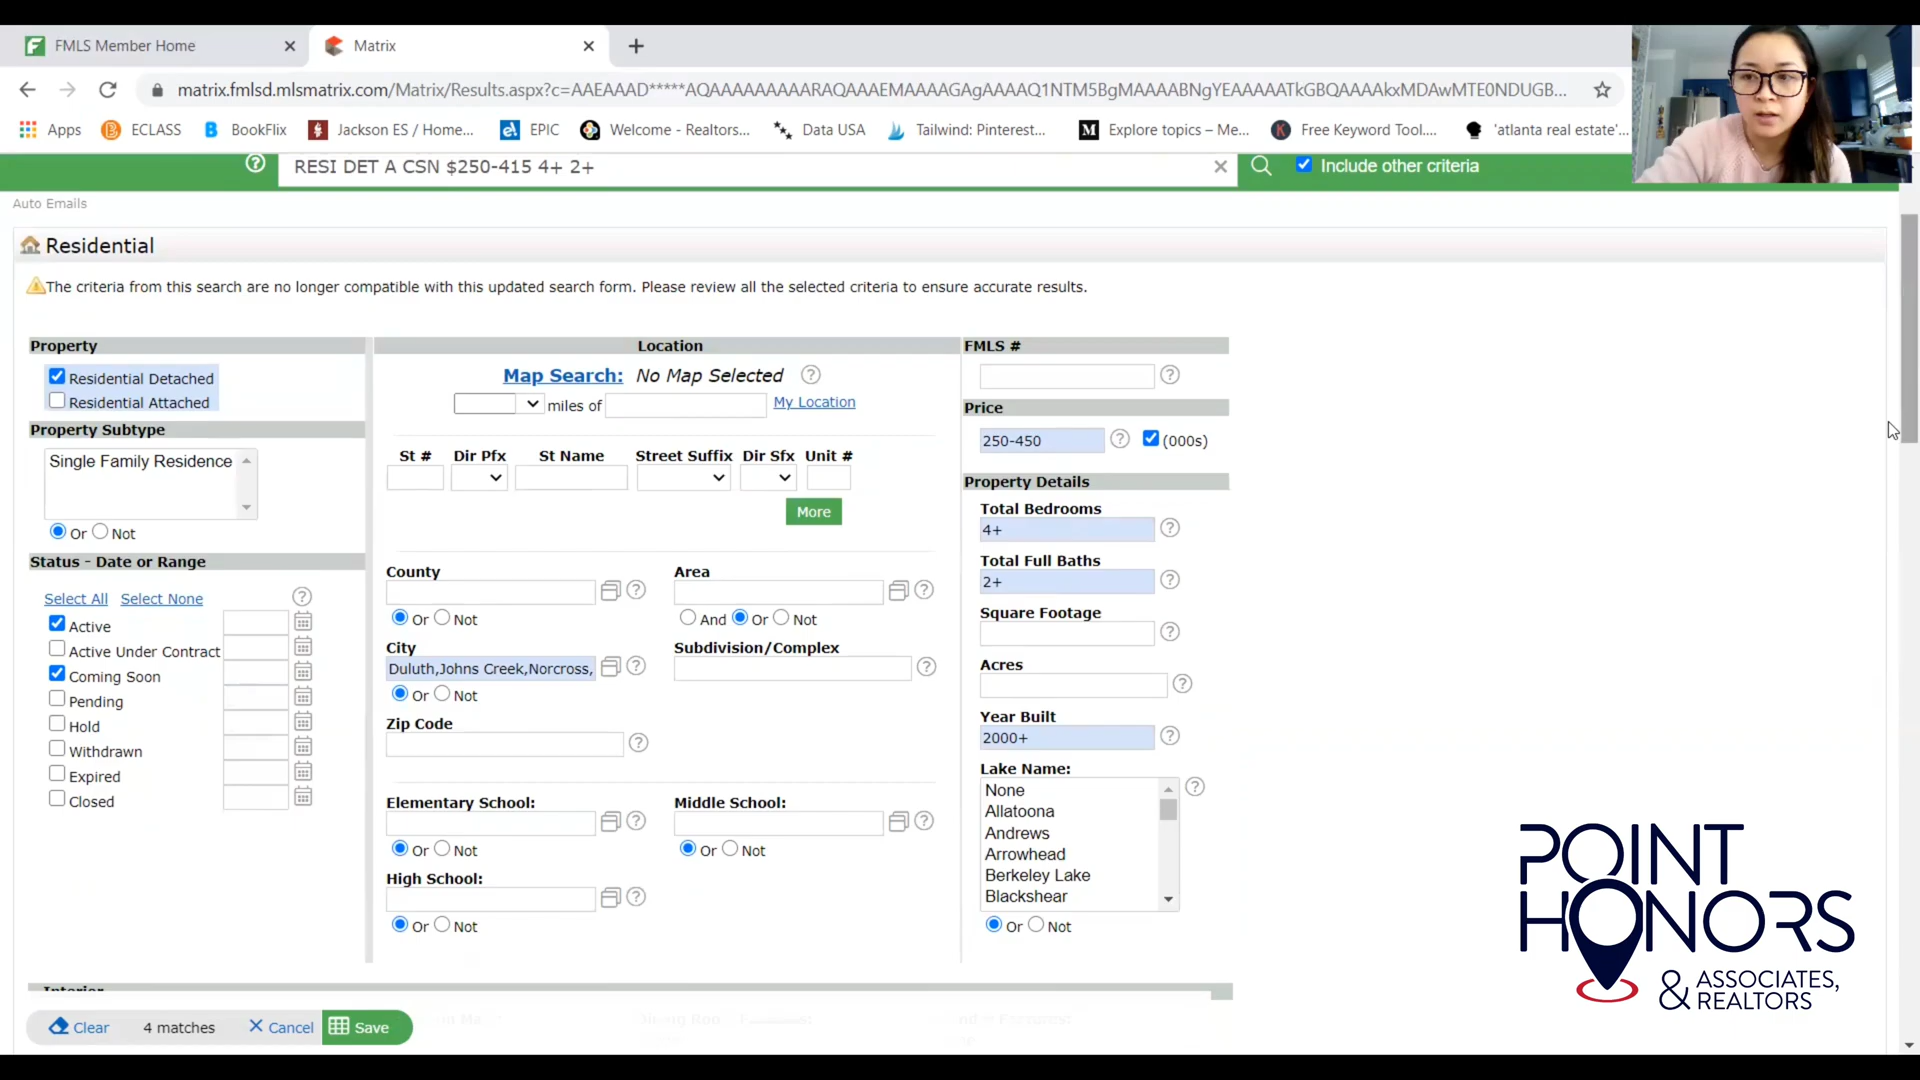 FMLS Member Home
Matrix
matrix.fmlsd.mlsmatrix.com/Matrix/Results.aspx?c=AAEAAAD*****AQAAAAAAAAARAQAAAEMAAAAGAgAAAAQ1NTM5BgMAAAABNgYEAAAAATkGBQAAAAkxMDAwMTE0NDUGB...
Apps
ECLASS
BookFlix
Jackson ES / Home...
EPIC
Welcome - Realtors...
Data USA
Tailwind: Pinterest...
Explore topics – Me...
Free Keyword Tool....
'atlanta real estate'...
RESI DET A CSN $250-415 4+ 2+
Include other criteria
Auto Emails
Residential
The criteria from this search are no longer compatible with this updated search form. Please review all the selected criteria to ensure accurate results.
Property
Residential Detached
Residential Attached
Property Subtype
Single Family Residence
Or Not
Status - Date or Range
Select All Select None
Active
Active Under Contract
Coming Soon
Pending
Hold
Withdrawn
Expired
Closed
Location
Map Search: No Map Selected
miles of
My Location
St # Dir Pfx St Name Street Suffix Dir Sfx Unit #
More
County
Or Not
Area
And Or Not
City
Duluth,Johns Creek,Norcross,
Or Not
Subdivision/Complex
Zip Code
Elementary School:
Or Not
Middle School:
Or Not
High School:
Or Not
FMLS #
Price
250-450
(000s)
Property Details
Total Bedrooms
4+
Total Full Baths
2+
Square Footage
Acres
Year Built
2000+
Lake Name:
None
Allatoona
Andrews
Arrowhead
Berkeley Lake
Blackshear
Or Not
Interior
Clear
4 matches
Cancel
Save
POINT
HONORS
& ASSOCIATES,
REALTORS